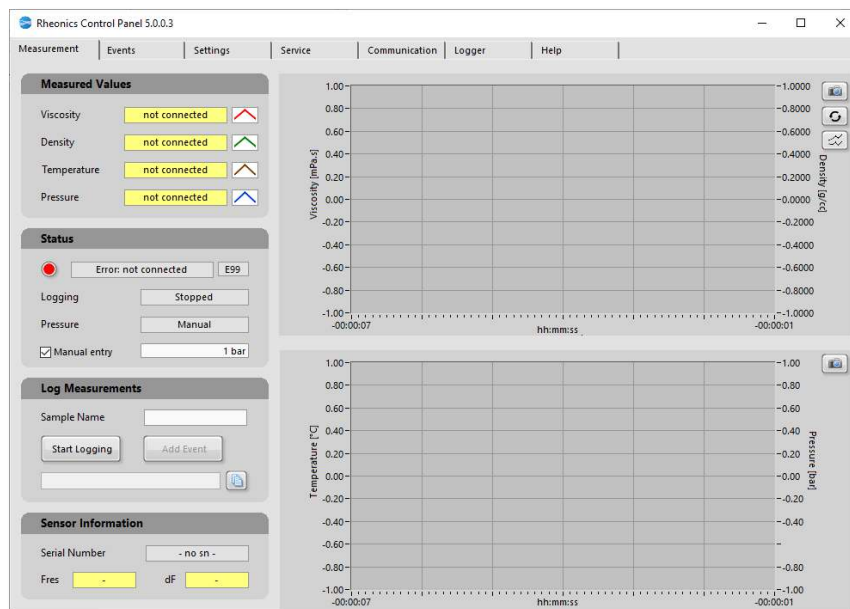 Rheonics Control Panel 5.0.0.3
Measurement Events Settings Service Communication Logger Help
Measured Values
Viscosity not connected
Density not connected
Temperature not connected
Pressure not connected
Status
Error: not connected E99
Logging Stopped
Pressure Manual
Manual entry 1 bar
Log Measurements
Sample Name
Start Logging Add Event
Sensor Information
Serial Number - no sn -
Fres - dF -
Viscosity [mPa.s]
1.00
0.80
0.60
0.40
0.20
0.00
-0.20
-0.40
-0.60
-0.80
-1.00
-00:00:07 hh:mm:ss -00:00:01
1.0000
0.8000
0.6000
0.4000
0.2000
0.0000
-0.2000
-0.4000
-0.6000
-0.8000
-1.0000
Density [g/cc]
Temperature [°C]
1.00
0.80
0.60
0.40
0.20
0.00
-0.20
-0.40
-0.60
-0.80
-1.00
-00:00:07 hh:mm:ss -00:00:01
1.00
0.80
0.60
0.40
0.20
0.00
-0.20
-0.40
-0.80
-1.00
Pressure [bar]